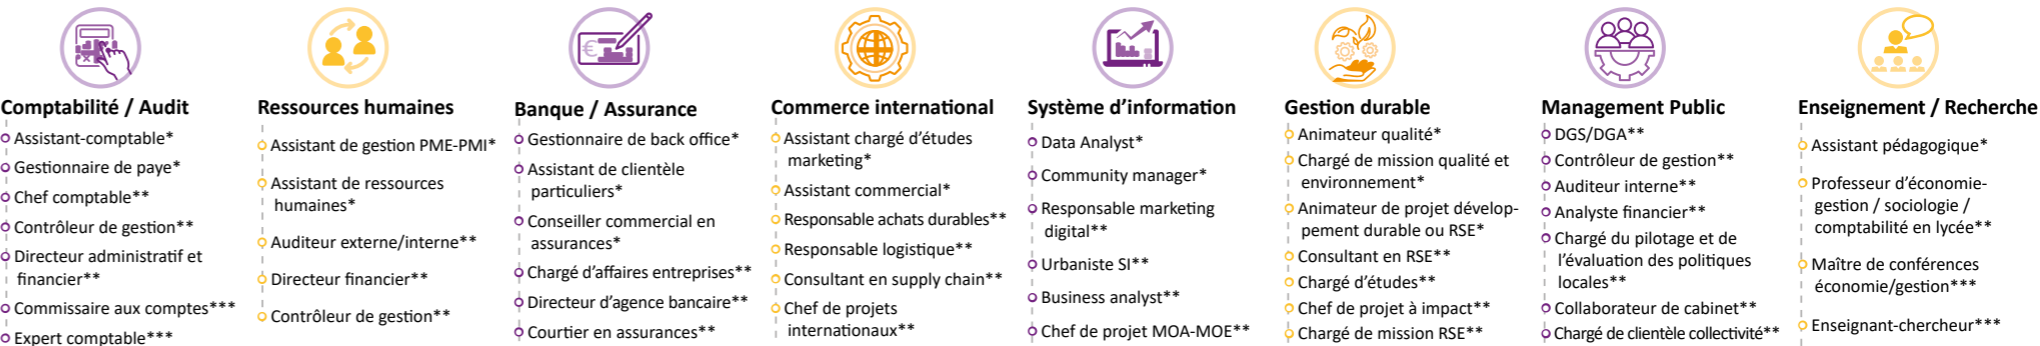 Comptabilité / Audit
Assistant-comptable*
Gestionnaire de paye*
Chef comptable**
Contrôleur de gestion**
Directeur administratif et
financier**
Commissaire aux comptes***
Expert comptable***
Ressources humaines
Assistant de gestion PME-PMI*
Assistant de ressources
humaines*
Auditeur externe/interne**
Directeur financier**
Contrôleur de gestion**
Banque / Assurance
Gestionnaire de back office*
Assistant de clientèle
particuliers*
Conseiller commercial en
assurances*
Chargé d'affaires entreprises**
Directeur d'agence bancaire**
Courtier en assurances**
Commerce international
Assistant chargé d'études
marketing*
Assistant commercial*
Responsable achats durables**
Responsable logistique**
Consultant en supply chain**
Chef de projets
internationaux**
Système d'information
Data Analyst*
Community manager*
Responsable marketing
digital**
Urbaniste SI**
Business analyst**
Chef de projet MOA-MOE**
Gestion durable
Animateur qualité*
Chargé de mission qualité et
environnement*
Animateur de projet dévelop-
pement durable ou RSE*
Consultant en RSE**
Chargé d'études**
Chef de projet à impact**
Chargé de mission RSE**
Management Public
DGS/DGA**
Contrôleur de gestion**
Auditeur interne**
Analyste financier**
Chargé du pilotage et de
l'évaluation des politiques
locales**
Collaborateur de cabinet**
Chargé de clientèle collectivité**
Enseignement / Recherche
Assistant pédagogique*
Professeur d'économie-
gestion / sociologie /
comptabilité en lycée**
Maître de conférences
économie/gestion***
Enseignant-chercheur***